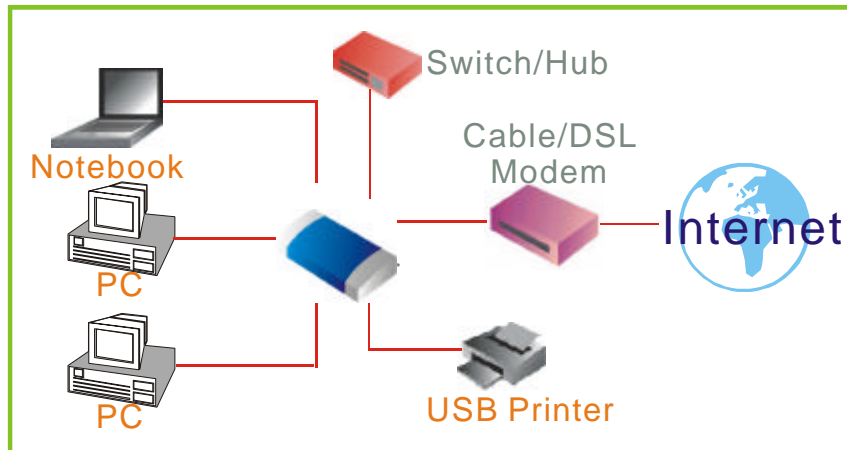 Switch/Hub
Cable/DSL
Modem
Notebook
Internet
PC
PC
USB Printer